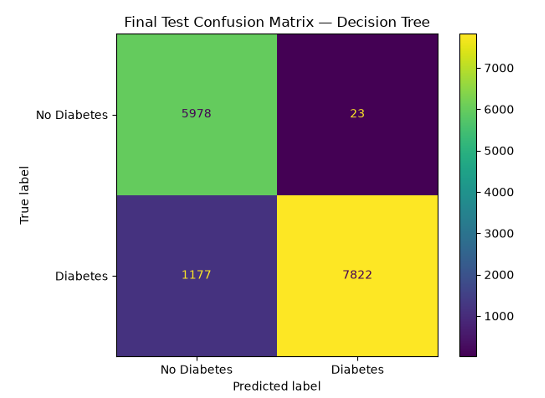 Final Test Confusion Matrix — Decision Tree
No Diabetes
5978
23
Diabetes
1177
7822
No Diabetes
Diabetes
True label
Predicted label
7000
6000
5000
4000
3000
2000
1000